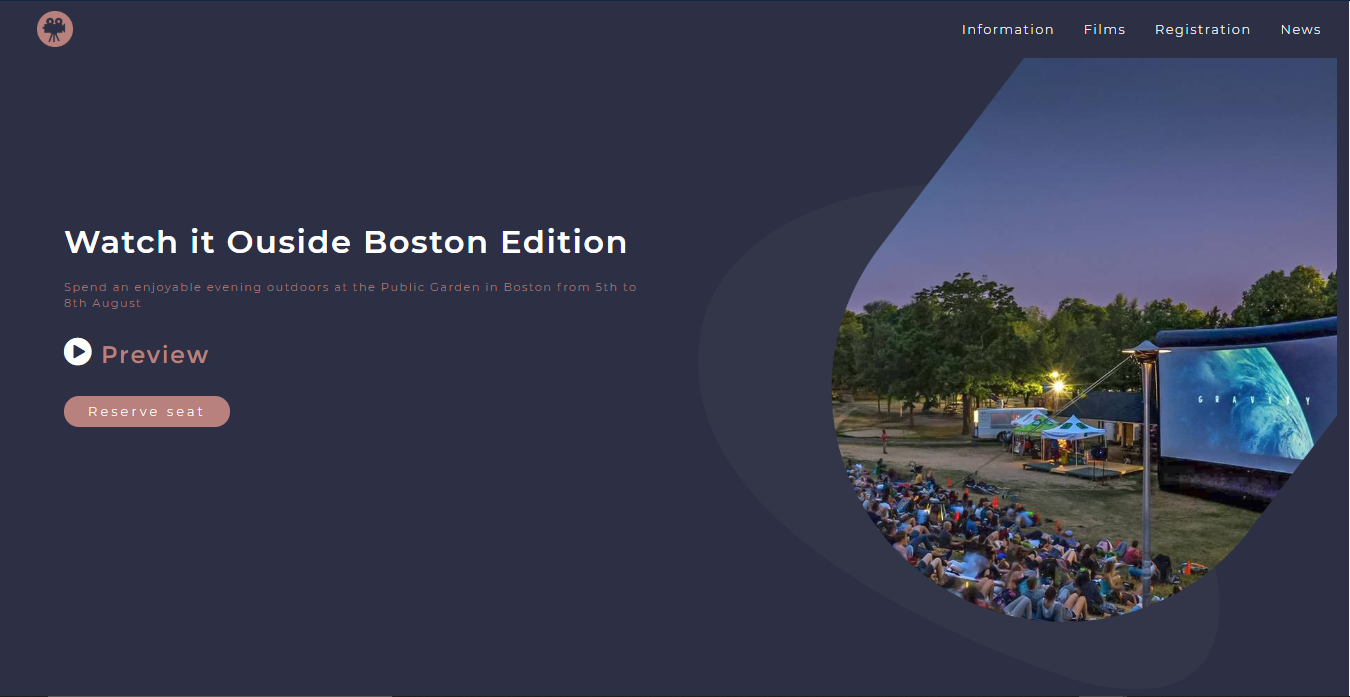 Information Films Registration News
Watch it Ouside Boston Edition
Spend an enjoyable evening outdoors at the Public Garden in Boston from 5th to
8th August
Preview
Reserve seat
GRAVITY